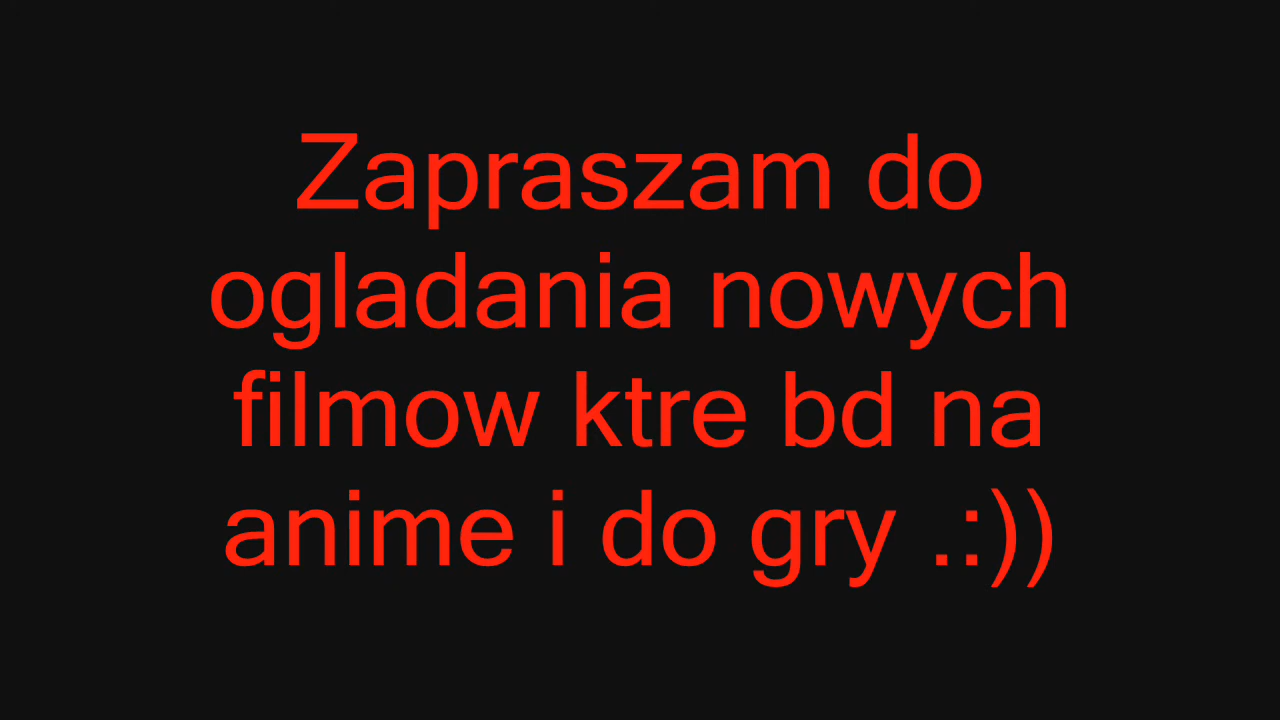 Zapraszam do
ogladania nowych
filmow ktre bd na
anime i do gry .:))